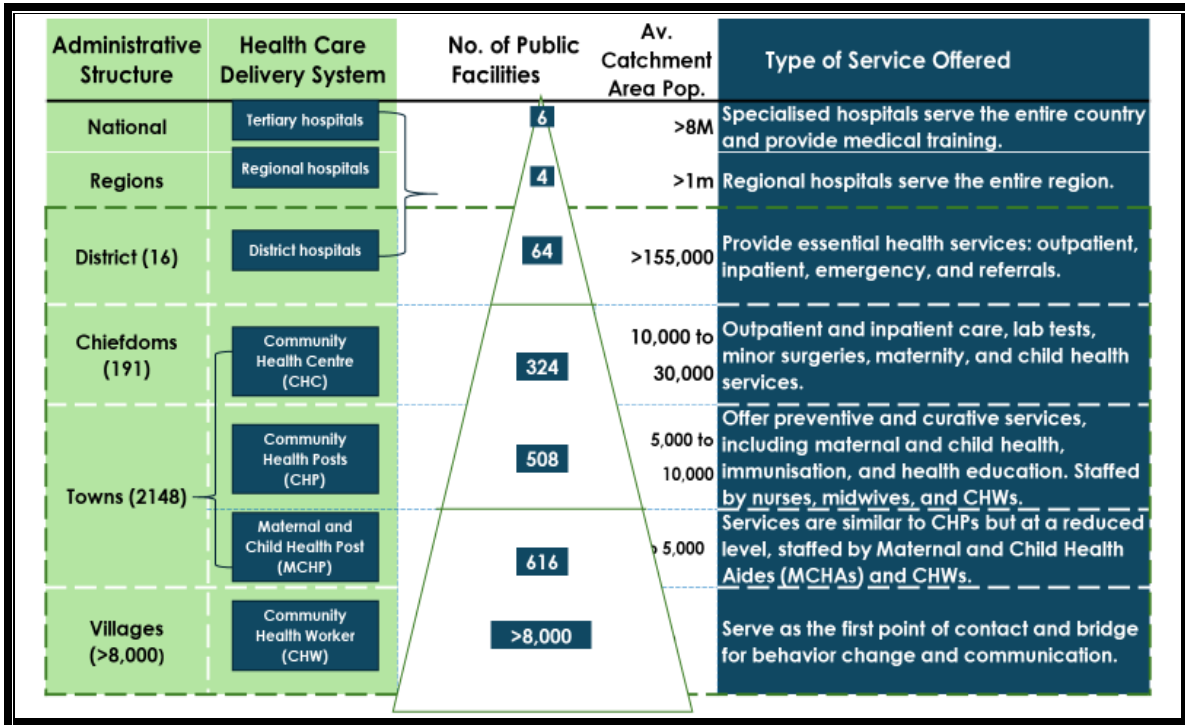 Administrative
Structure
Health Care
Delivery System
No. of Public
Facilities
Av.
Catchment
Area Pop.
Type of Service Offered
National
Tertiary hospitals
6
>8M
Specialised hospitals serve the entire country
and provide medical training.
Regions
Regional hospitals
4
>1m
Regional hospitals serve the entire region.
District (16)
District hospitals
64
>155,000
Provide essential health services: outpatient,
inpatient, emergency, and referrals.
Chiefdoms
(191)
Community
Health Centre
(CHC)
324
10,000 to
30,000
Outpatient and inpatient care, lab tests,
minor surgeries, maternity, and child health
services.
Towns (2148)
Community
Health Posts
(CHP)
508
5,000 to
10,000
Offer preventive and curative services,
including maternal and child health,
immunisation, and health education. Staffed
by nurses, midwives, and CHWs.
Maternal and
Child Health Post
(MCHP)
616
5,000
Services are similar to CHPs but at a reduced
level, staffed by Maternal and Child Health
Aides (MCHAs) and CHWs.
Villages
(>8,000)
Community
Health Worker
(CHW)
>8,000
Serve as the first point of contact and bridge
for behavior change and communication.